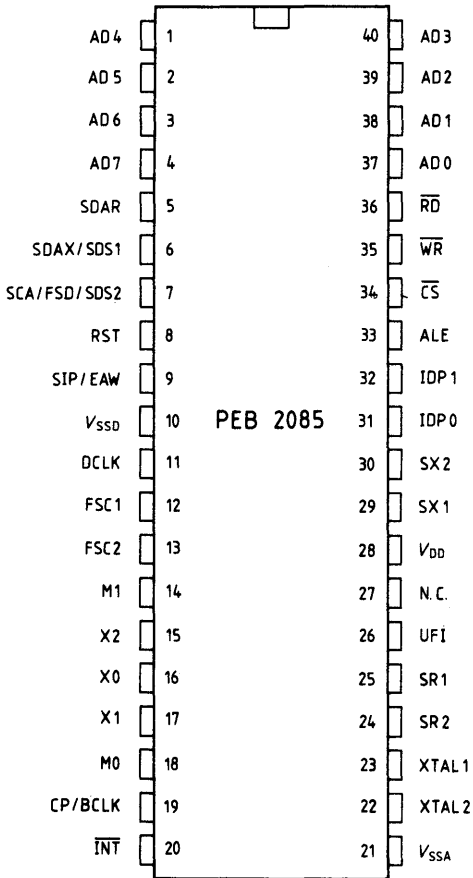 AD4 1 40 AD3
AD5 2 39 AD2
AD6 3 38 AD1
AD7 4 37 AD0
SDAR 5 36 R̅D̅
SDAX/SDS1 6 35 W̅R̅
SCA/FSD/SDS2 7 34 C̅S̅
RST 8 33 ALE
SIP/EAW 9 32 IDP1
VSSD 10 PEB 2085 31 IDP0
DCLK 11 30 SX2
FSC1 12 29 SX1
FSC2 13 28 VDD
M1 14 27 N.C.
X2 15 26 UFI
X0 16 25 SR1
X1 17 24 SR2
M0 18 23 XTAL1
CP/BCLK 19 22 XTAL2
I̅N̅T̅ 20 21 VSSA